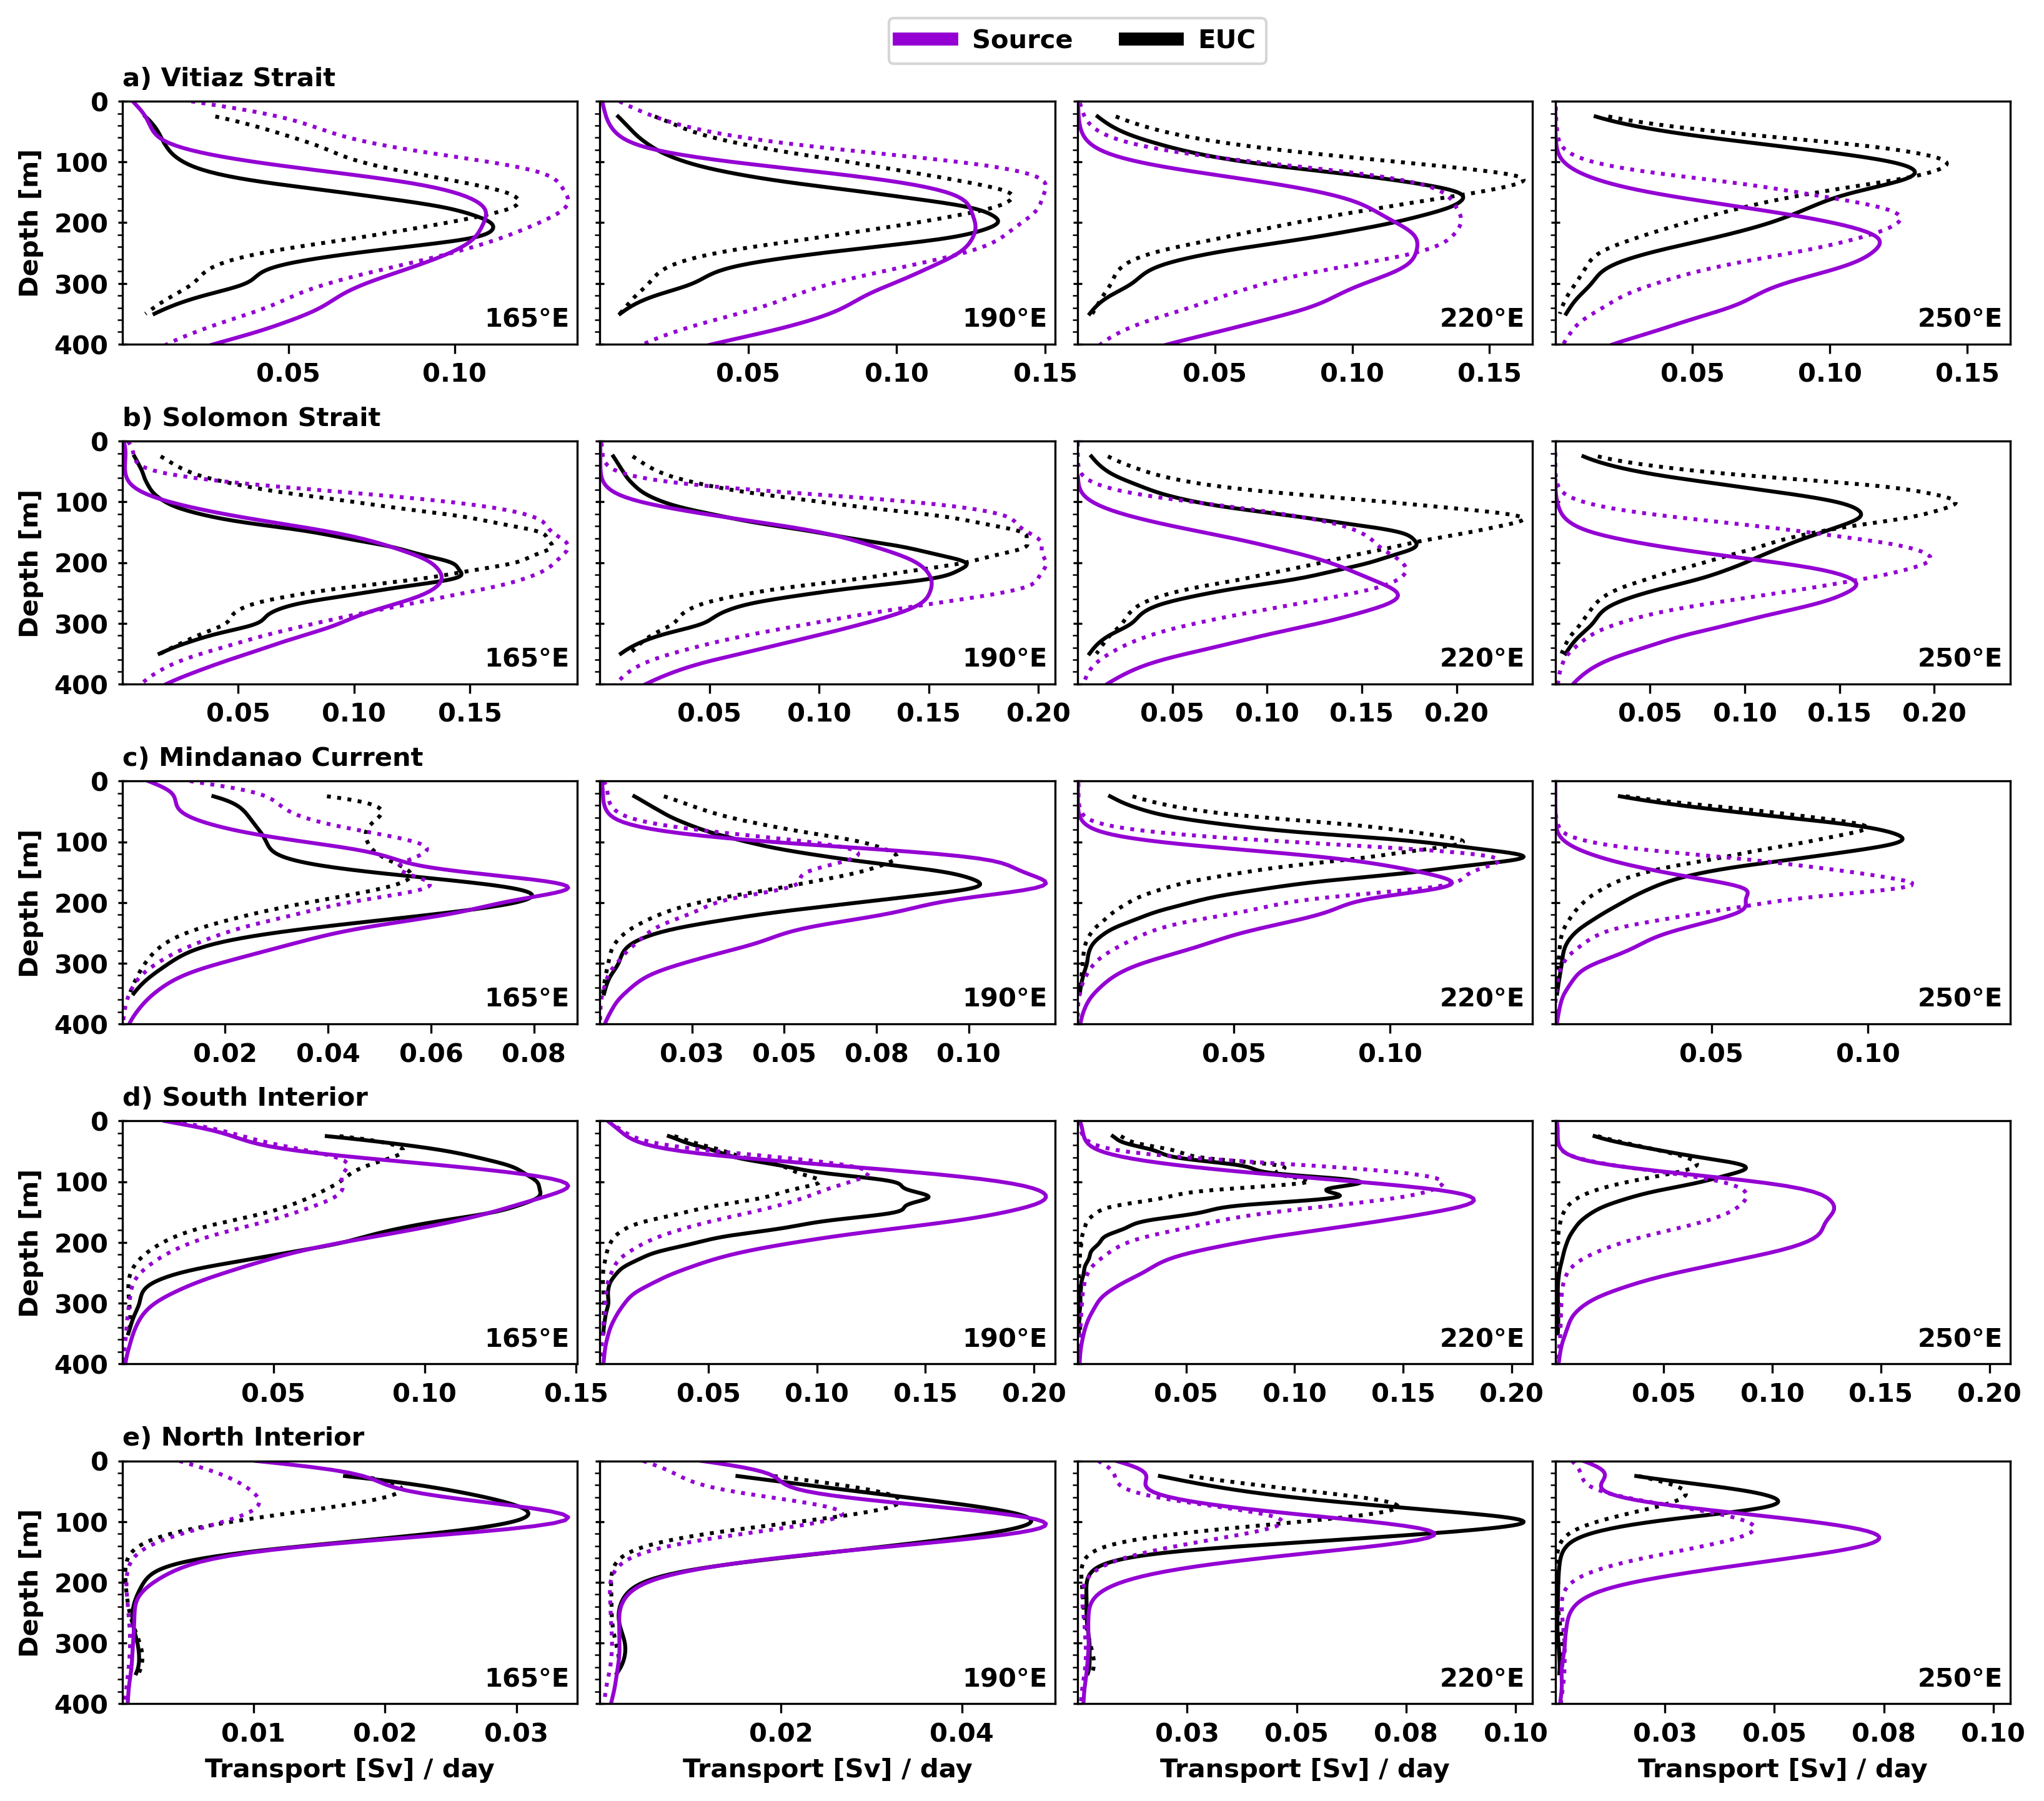 Source EUC
a) Vitiaz Strait
0
100
200
300
400
Depth [m]
165°E 190°E 220°E 250°E
0.05 0.10 0.05 0.10 0.15 0.05 0.10 0.15 0.05 0.10 0.15
b) Solomon Strait
0
100
200
300
400
Depth [m]
165°E 190°E 220°E 250°E
0.05 0.10 0.15 0.05 0.10 0.15 0.20 0.05 0.10 0.15 0.20 0.05 0.10 0.15 0.20
c) Mindanao Current
0
100
200
300
400
Depth [m]
165°E 190°E 220°E 250°E
0.02 0.04 0.06 0.08 0.03 0.05 0.08 0.10 0.05 0.10 0.05 0.10
d) South Interior
0
100
200
300
400
Depth [m]
165°E 190°E 220°E 250°E
0.05 0.10 0.15 0.05 0.10 0.15 0.20 0.05 0.10 0.15 0.20 0.05 0.10 0.15 0.20
e) North Interior
0
100
200
300
400
Depth [m]
165°E 190°E 220°E 250°E
0.01 0.02 0.03 0.02 0.04 0.03 0.05 0.08 0.10 0.03 0.05 0.08 0.10
Transport [Sv] / day Transport [Sv] / day Transport [Sv] / day Transport [Sv] / day